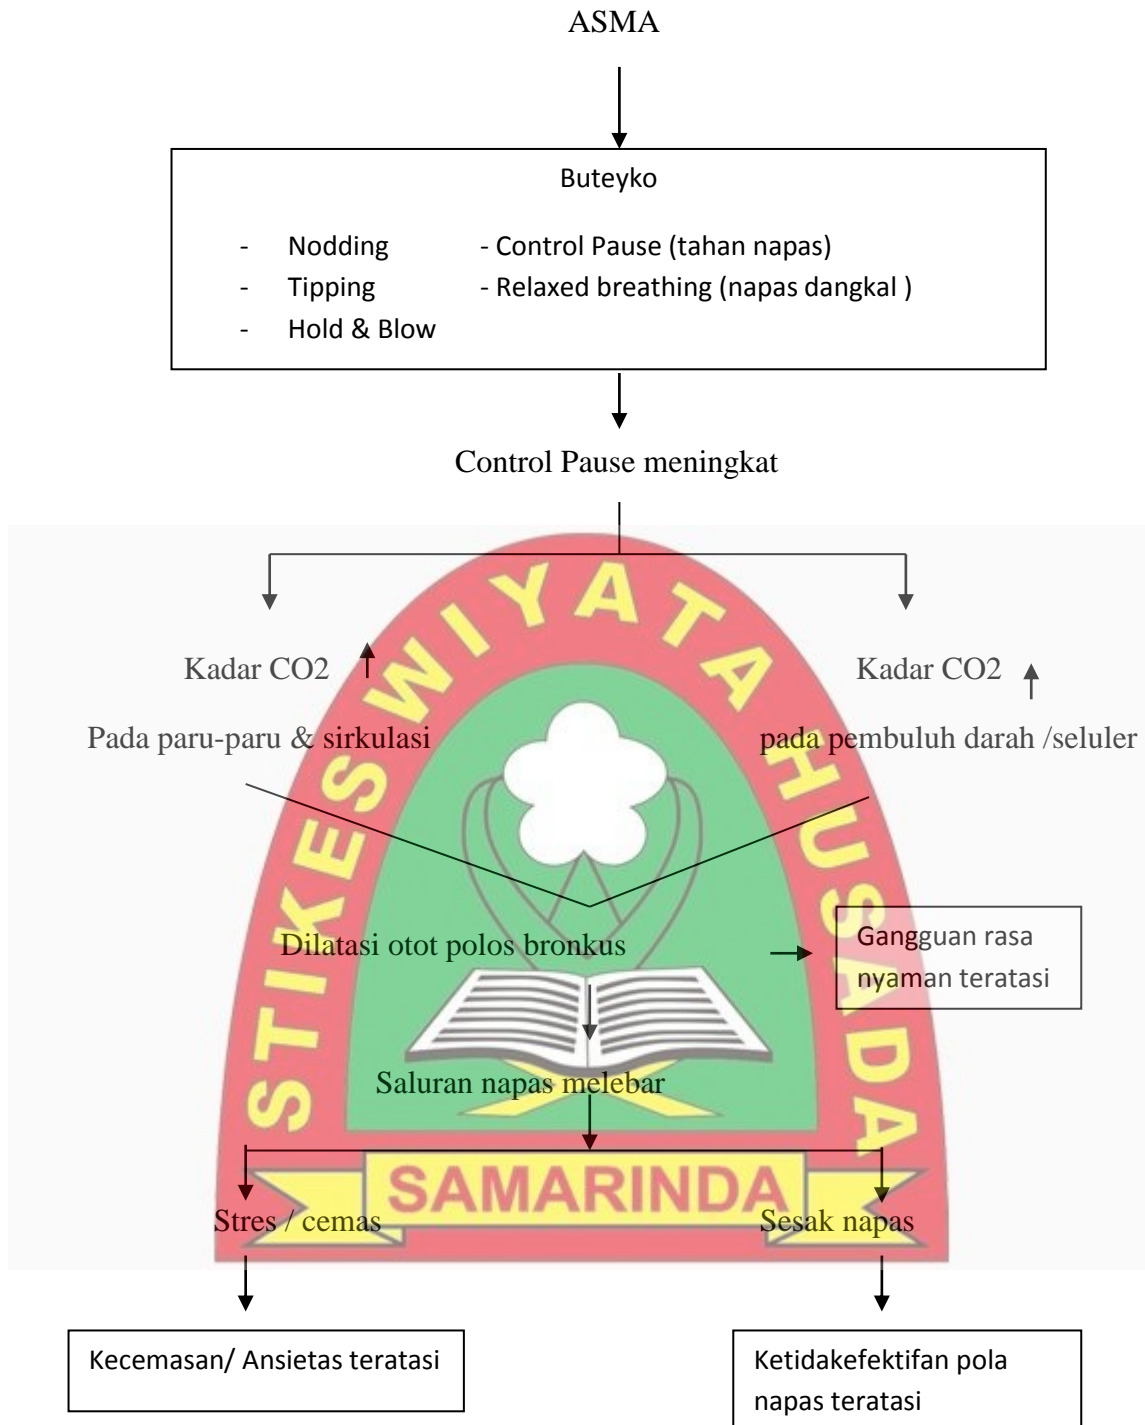 ASMA
Buteyko
- Nodding - Control Pause (tahan napas)
- Tipping - Relaxed breathing (napas dangkal )
- Hold & Blow
Control Pause meningkat
Kadar CO2 Kadar CO2
Pada paru-paru & sirkulasi pada pembuluh darah /seluler
STIKES WIYATA HUSADA
Dilatasi otot polos bronkus
Gangguan rasa
nyaman teratasi
Saluran napas melebar
SAMARINDA
Stres / cemas Sesak napas
Kecemasan/ Ansietas teratasi
Ketidakefektifan pola
napas teratasi